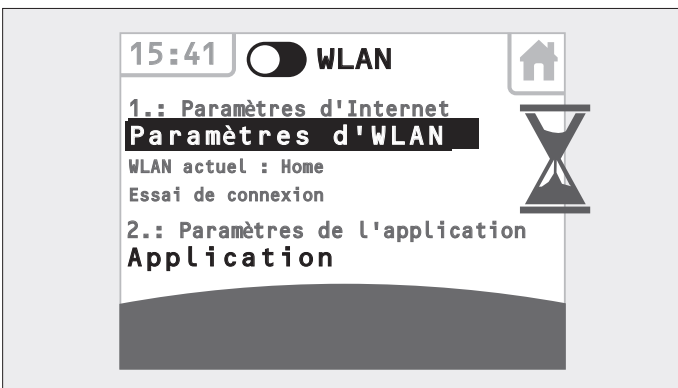 15:41 WLAN
1.: Paramètres d'Internet
Paramètres d'WLAN
WLAN actuel : Home
Essai de connexion
2.: Paramètres de l'application
Application